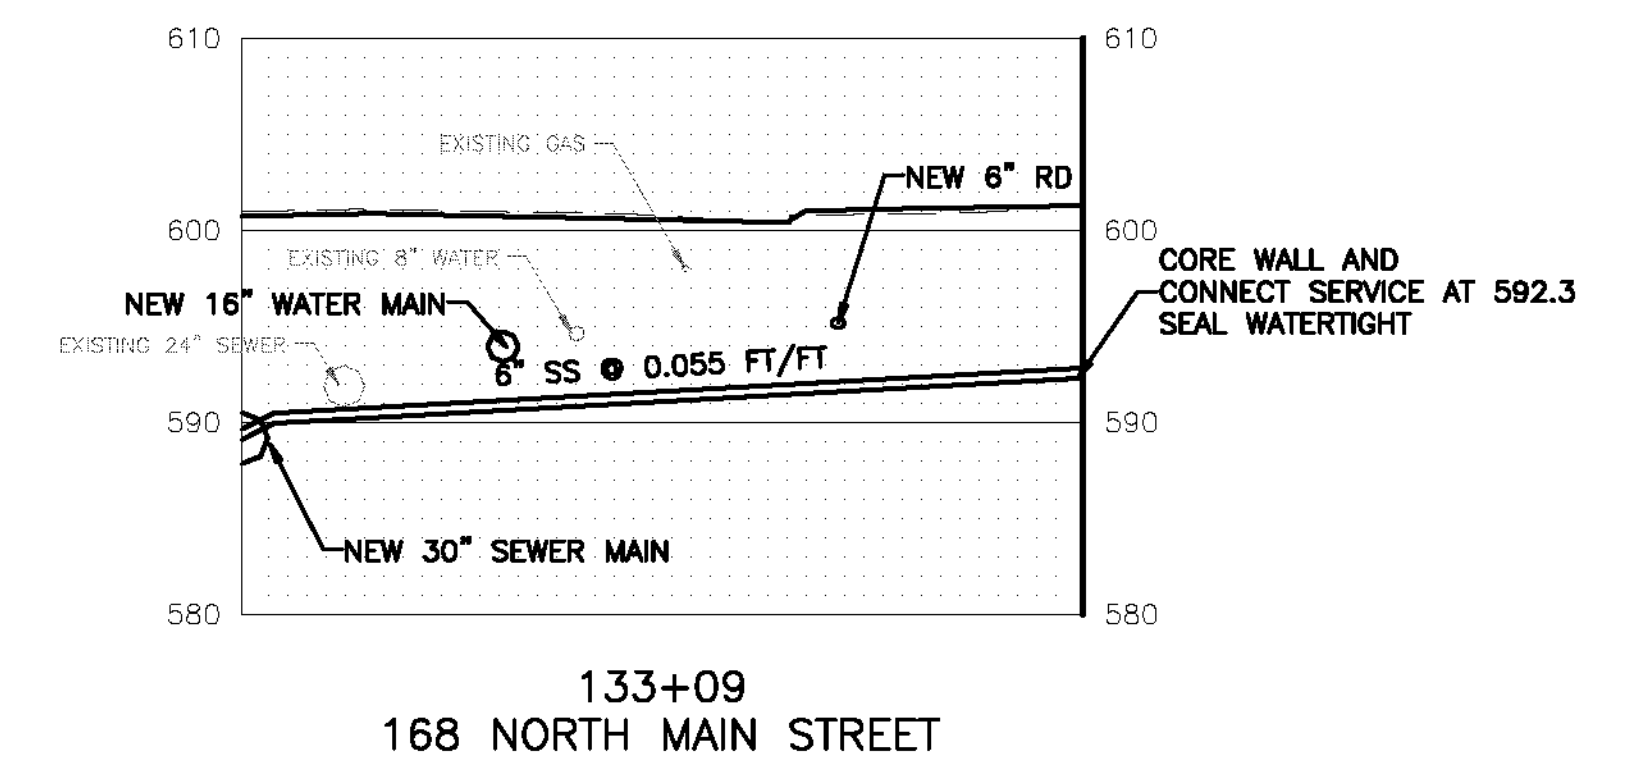 610
610
EXISTING GAS
NEW 6" RD
600
600
EXISTING 8" WATER
CORE WALL AND
CONNECT SERVICE AT 592.3
SEAL WATERTIGHT
NEW 16" WATER MAIN
EXISTING 24" SEWER
6" SS @ 0.055 FT/FT
590
590
NEW 30" SEWER MAIN
580
580
133+09
168 NORTH MAIN STREET